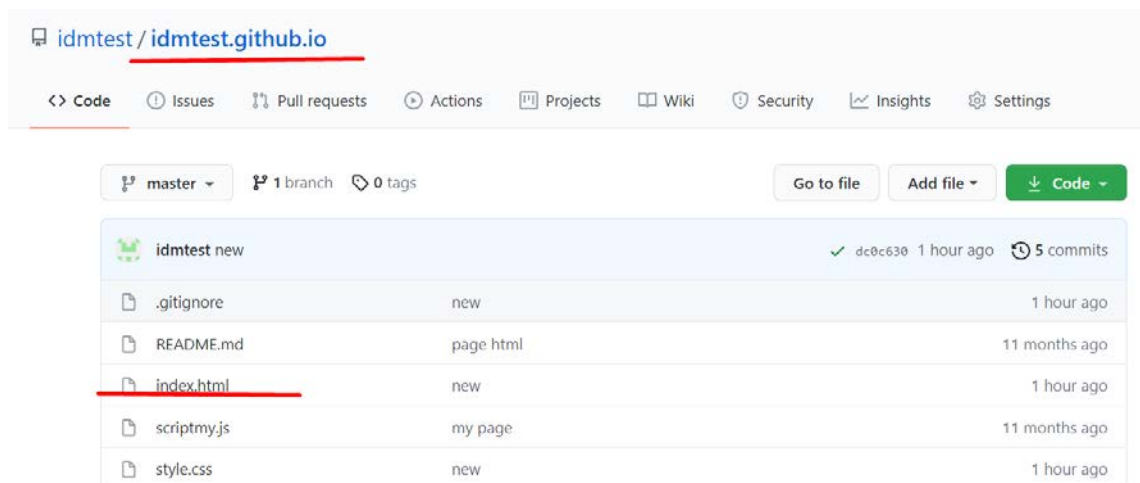 idmtest / idmtest.github.io
<> Code Issues Pull requests Actions Projects Wiki Security Insights Settings
master 1 branch 0 tags Go to file Add file Code
idmtest new dc0c630 1 hour ago 5 commits
.gitignore new 1 hour ago
README.md page html 11 months ago
index.html new 1 hour ago
scriptmy.js my page 11 months ago
style.css new 1 hour ago